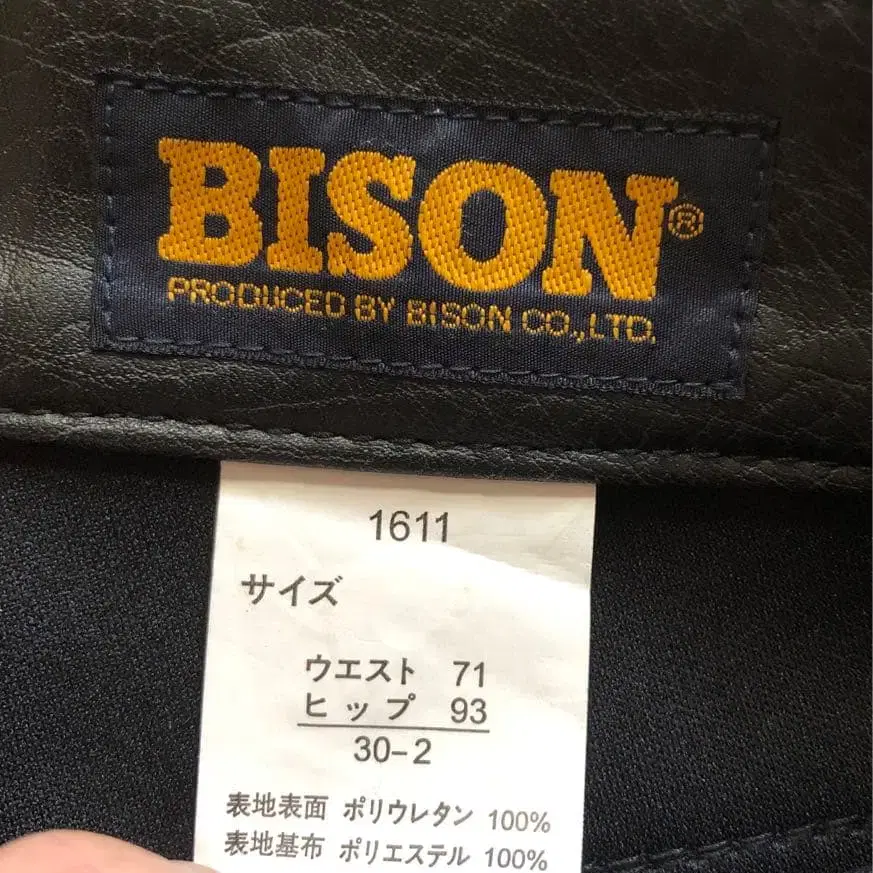 BISON®
PRODUCED BY BISON CO.,LTD.
1611
サイズ
ウエスト 71
ヒップ 93
30-2
表地表面 ポリウレタン 100%
表地基布 ポリエステル 100%